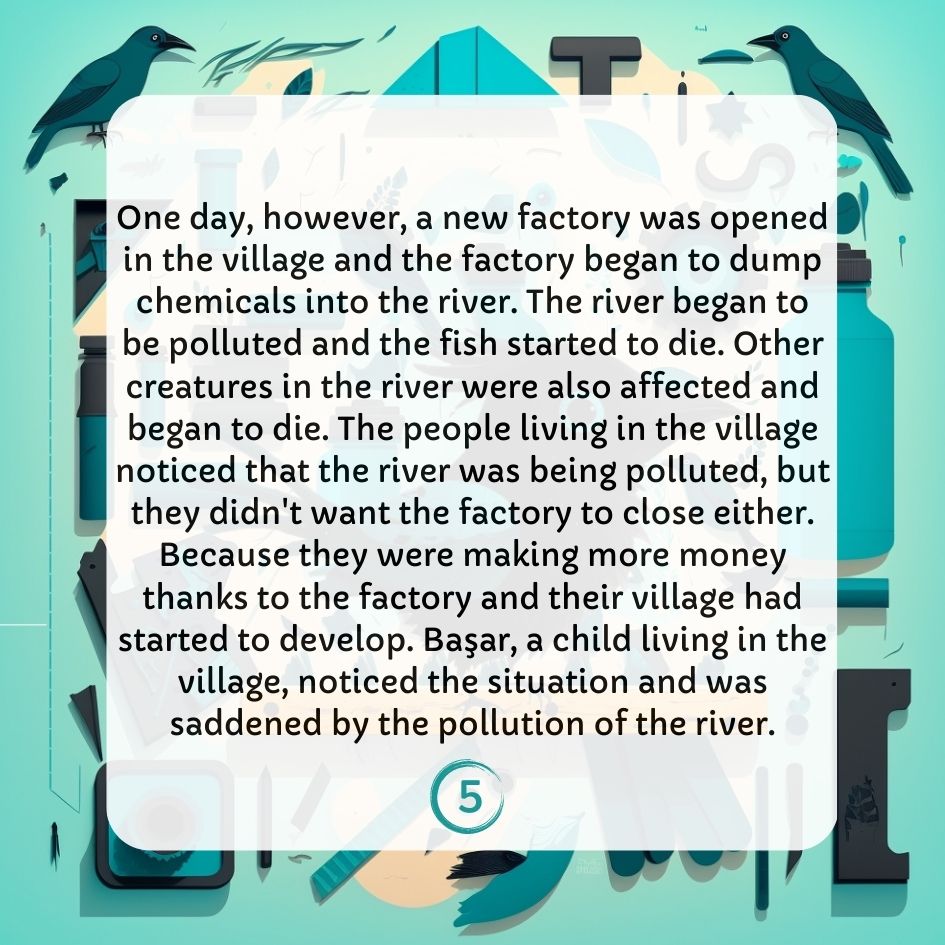 One day, however, a new factory was opened
in the village and the factory began to dump
chemicals into the river. The river began to
be polluted and the fish started to die. Other
creatures in the river were also affected and
began to die. The people living in the village
noticed that the river was being polluted, but
they didn't want the factory to close either.
Because they were making more money
thanks to the factory and their village had
started to develop. Başar, a child living in the
village, noticed the situation and was
saddened by the pollution of the river.
5